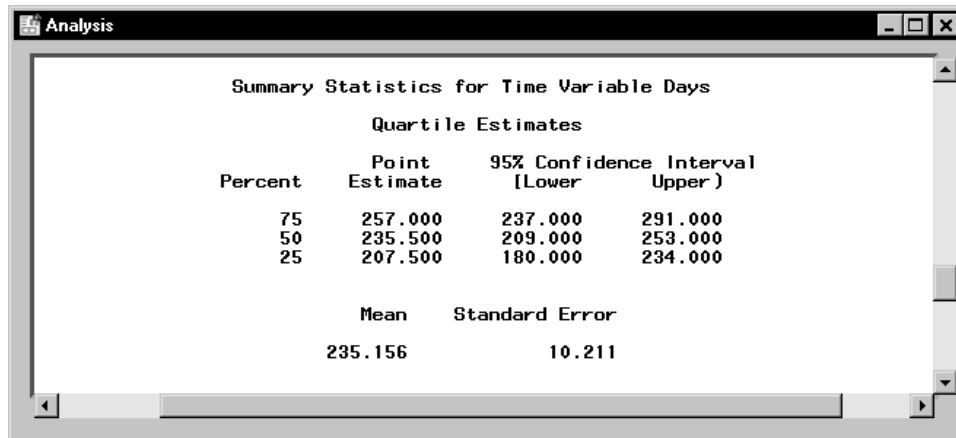 Analysis
Summary Statistics for Time Variable Days
Quartile Estimates
Point 95% Confidence Interval
Percent Estimate [Lower Upper)
75 257.000 237.000 291.000
50 235.500 209.000 253.000
25 207.500 180.000 234.000
Mean Standard Error
235.156 10.211